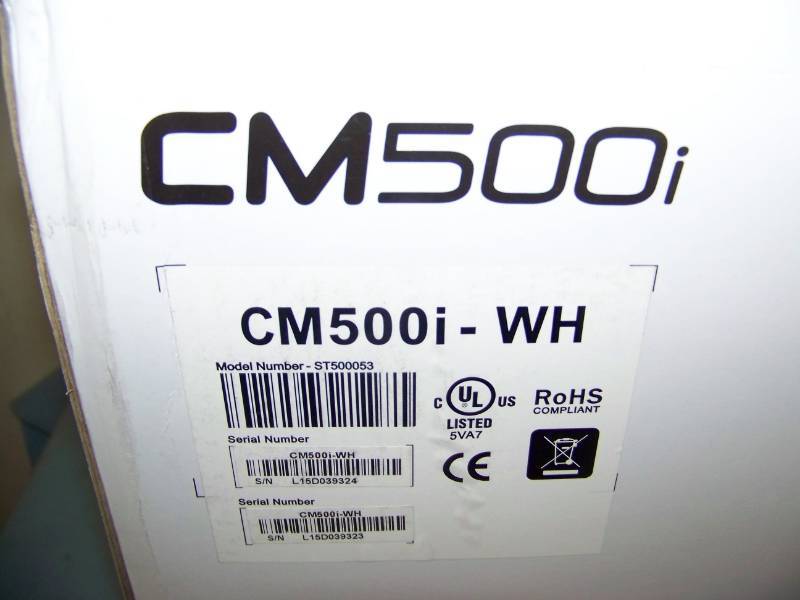 CM500i
CM500i - WH
Model Number - ST500053
C UL US
LISTED
5VA7
RoHS
COMPLIANT
CE
Serial Number
CM500i-WH
S/N L15D039324
Serial Number
CM500i-WH
S/N L15D039323